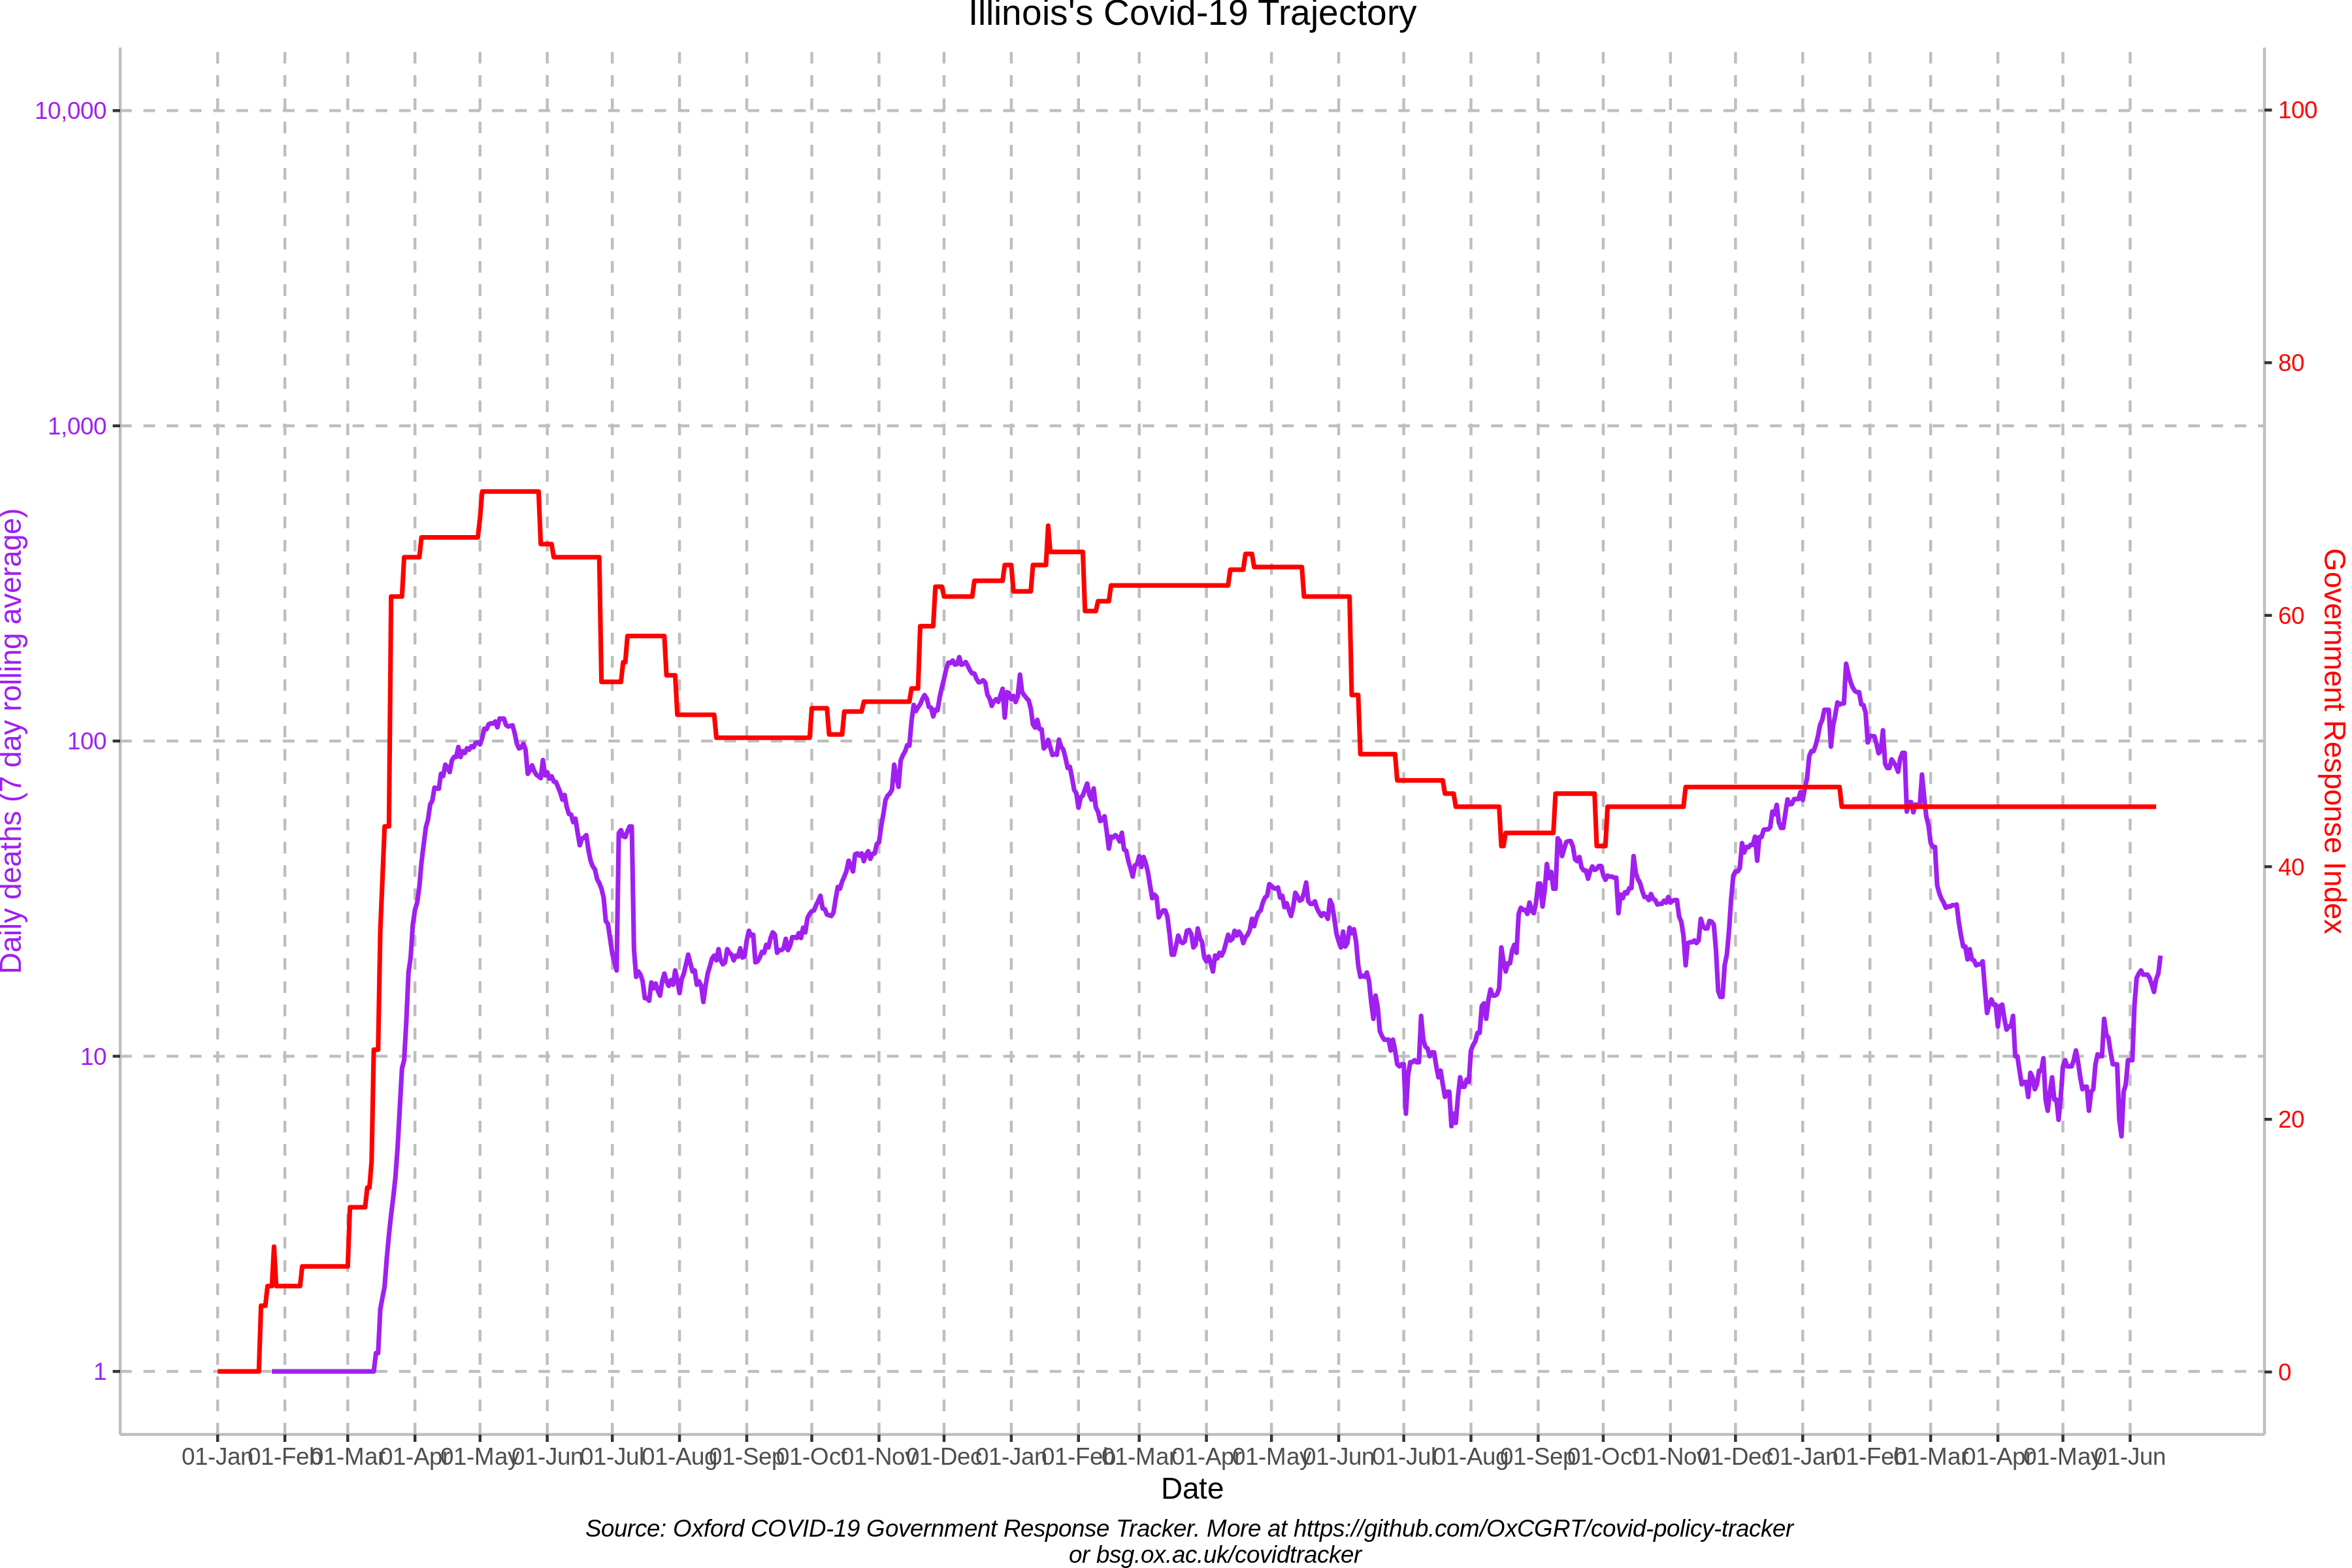 Illinois's Covid-19 Trajectory
10,000
1,000
100
10
1
Daily deaths (7 day rolling average)
100
80
60
40
20
0
Government Response Index
01-Jan 01-Feb 01-Mar 01-Apr 01-May 01-Jun 01-Jul 01-Aug 01-Sep 01-Oct 01-Nov 01-Dec 01-Jan 01-Feb 01-Mar 01-Apr 01-May 01-Jun 01-Jul 01-Aug 01-Sep 01-Oct 01-Nov 01-Dec 01-Jan 01-Feb 01-Mar 01-Apr 01-May 01-Jun
Date
Source: Oxford COVID-19 Government Response Tracker. More at https://github.com/OxCGRT/covid-policy-tracker
or bsg.ox.ac.uk/covidtracker